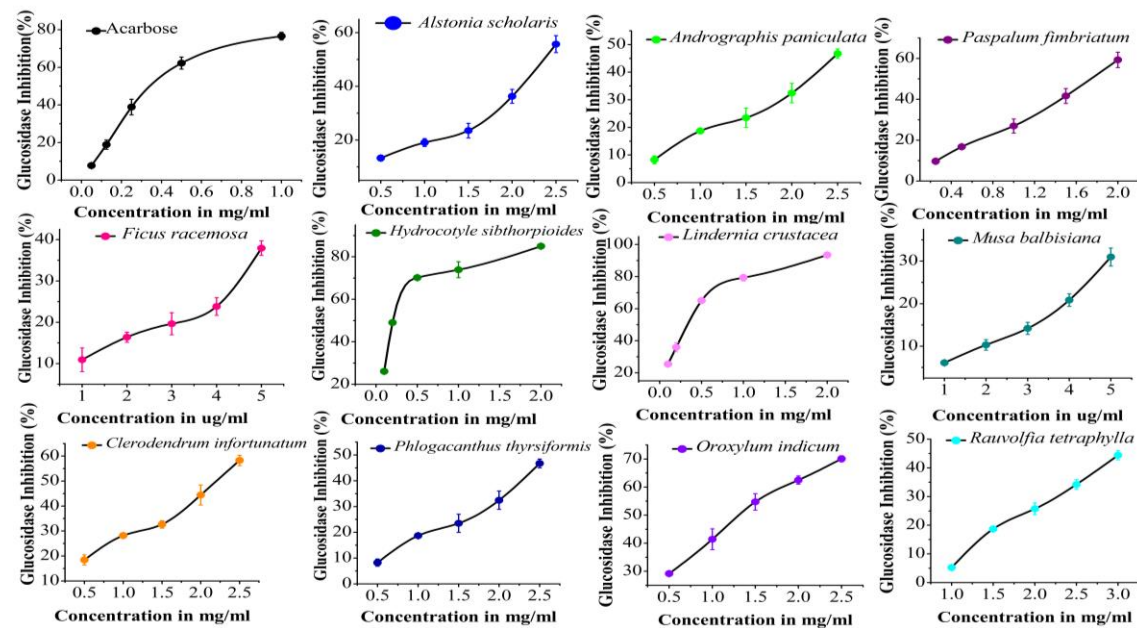 Acarbose
Glucosidase Inhibition(%)
80
60
40
20
0
0.0 0.2 0.4 0.6 0.8 1.0
Concentration in mg/ml
Alstonia scholaris
Glucosidase Inhibition (%)
60
40
20
0.5 1.0 1.5 2.0 2.5
Concentration in mg/ml
Andrographis paniculata
Glucosidase Inhibition (%)
50
40
30
20
10
0
0.5 1.0 1.5 2.0 2.5
Concentration in mg/ml
Paspalum fimbriatum
Glucosidase Inhibition (%)
60
40
20
0
0.4 0.8 1.2 1.6 2.0
Concentration in mg/ml
Ficus racemosa
Glucosidase Inhibition (%)
40
30
20
10
1 2 3 4 5
Concentration in ug/ml
Hydrocotyle sibthorpioides
Glucosidase Inhibition (%)
80
60
40
20
0.0 0.5 1.0 1.5 2.0
Concentration in mg/ml
Lindernia crustacea
Glucosidase Inhibition (%)
100
80
60
40
20
0.0 0.5 1.0 1.5 2.0
Concentration in mg/ml
Musa balbisiana
Glucosidase Inhibition (%)
30
20
10
1 2 3 4 5
Concentration in ug/ml
Clerodendrum infortunatum
Glucosidase Inhibition (%)
60
50
40
30
20
10
0.5 1.0 1.5 2.0 2.5
Concentration in mg/ml
Phlogacanthus thyrsiformis
Glucosidase Inhibition (%)
50
40
30
20
10
0
0.5 1.0 1.5 2.0 2.5
Concentration in mg/ml
Oroxylum indicum
Glucosidase Inhibition (%)
70
60
50
40
30
0.5 1.0 1.5 2.0 2.5
Concentration in mg/ml
Rauvolfia tetraphylla
Glucosidase Inhibition (%)
50
40
30
20
10
0
1.0 1.5 2.0 2.5 3.0
Concentration in mg/ml